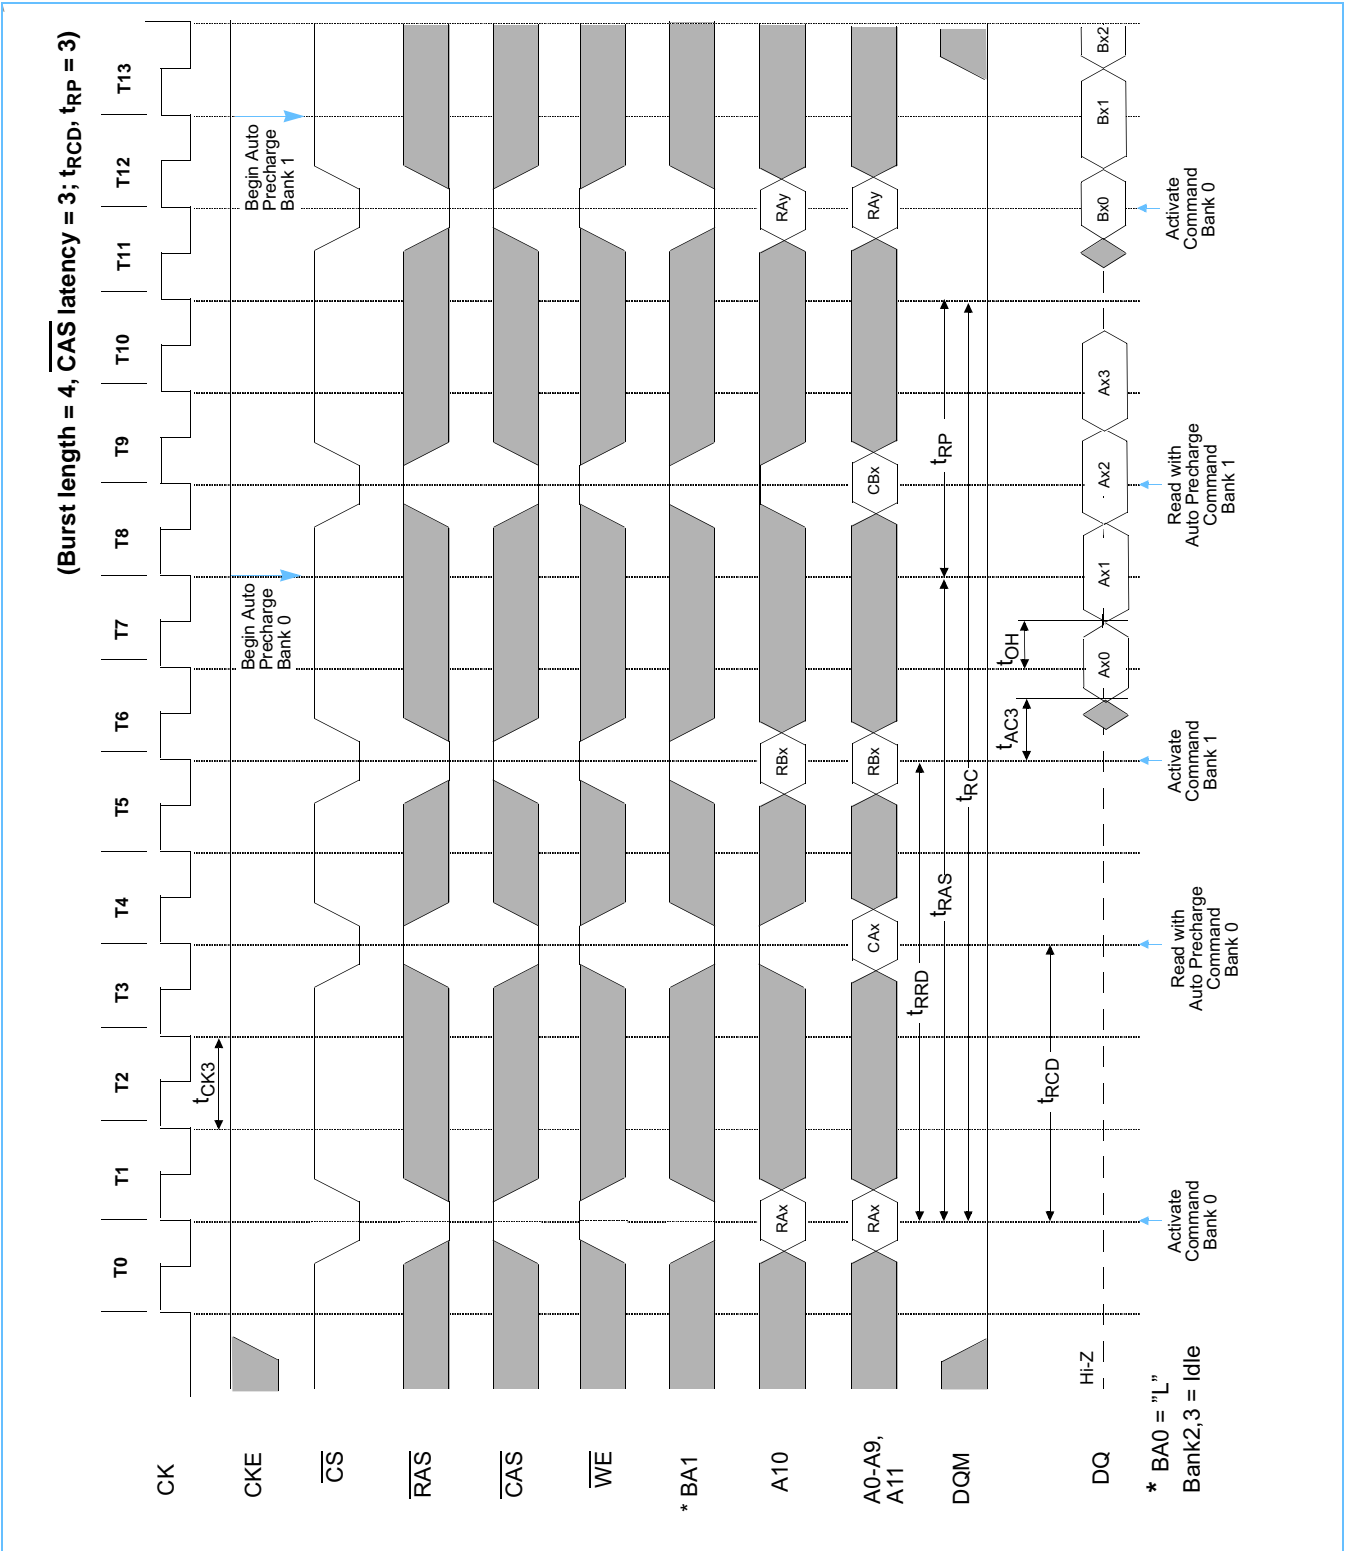 (Burst length = 4, CAS latency = 3; tRCD, tRP = 3)
T0 T1 T2 T3 T4 T5 T6 T7 T8 T9 T10 T11 T12 T13
CK
tCK3
CKE
Begin Auto
Precharge
Bank 0
Begin Auto
Precharge
Bank 1
CS
RAS
CAS
WE
* BA1
A10
RAx RBx RAy
A0-A9,
A11
RAx CAx RBx CBx RAy
tRRD
tRAS
tRP
tRC
DQM
tAC3
tOH
tRCD
DQ
Hi-Z
Ax0 Ax1 Ax2 Ax3 Bx0 Bx1 Bx2
Activate
Command
Bank 0
Read with
Auto Precharge
Command
Bank 0
Activate
Command
Bank 1
Read with
Auto Precharge
Command
Bank 1
Activate
Command
Bank 0
* BA0 = ”L”
Bank2,3 = Idle